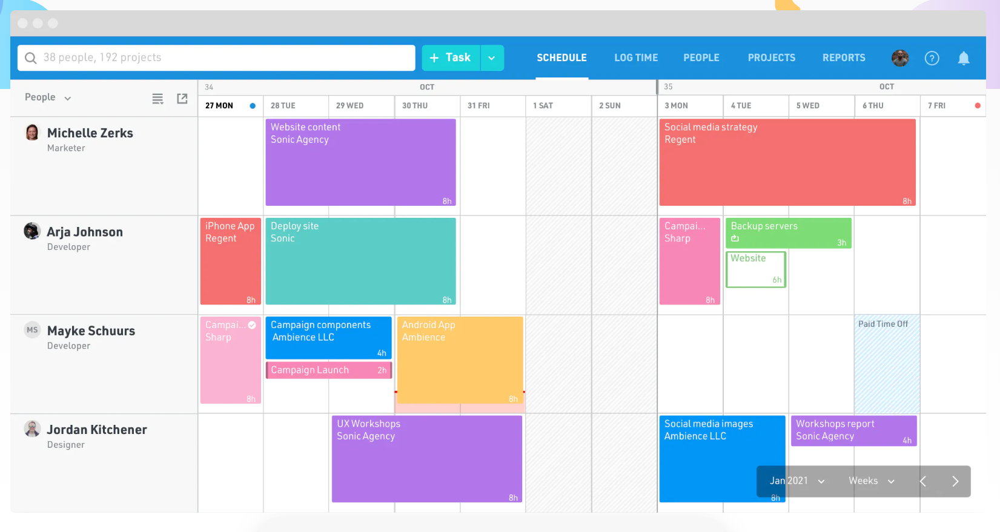 38 people, 192 projects
+ Task
SCHEDULE
LOG TIME
PEOPLE
PROJECTS
REPORTS
?
People
34
OCT
35
OCT
27 MON
28 TUE
29 WED
30 THU
31 FRI
1 SAT
2 SUN
3 MON
4 TUE
5 WED
6 THU
7 FRI
Michelle Zerks
Marketer
Website content
Sonic Agency
8h
Social media strategy
Regent
8h
Arja Johnson
Developer
iPhone App
Regent
8h
Deploy site
Sonic
8h
Campai...
Sharp
8h
Backup servers
3h
Website
6h
MS
Mayke Schuurs
Developer
Campai...
Sharp
8h
Campaign components
Ambience LLC
4h
Campaign Launch
2h
Android App
Ambience
8h
Paid Time Off
Jordan Kitchener
Designer
UX Workshops
Sonic Agency
8h
Social media images
Ambience LLC
8h
Workshops report
Sonic Agency
4h
Jan 2021
Weeks